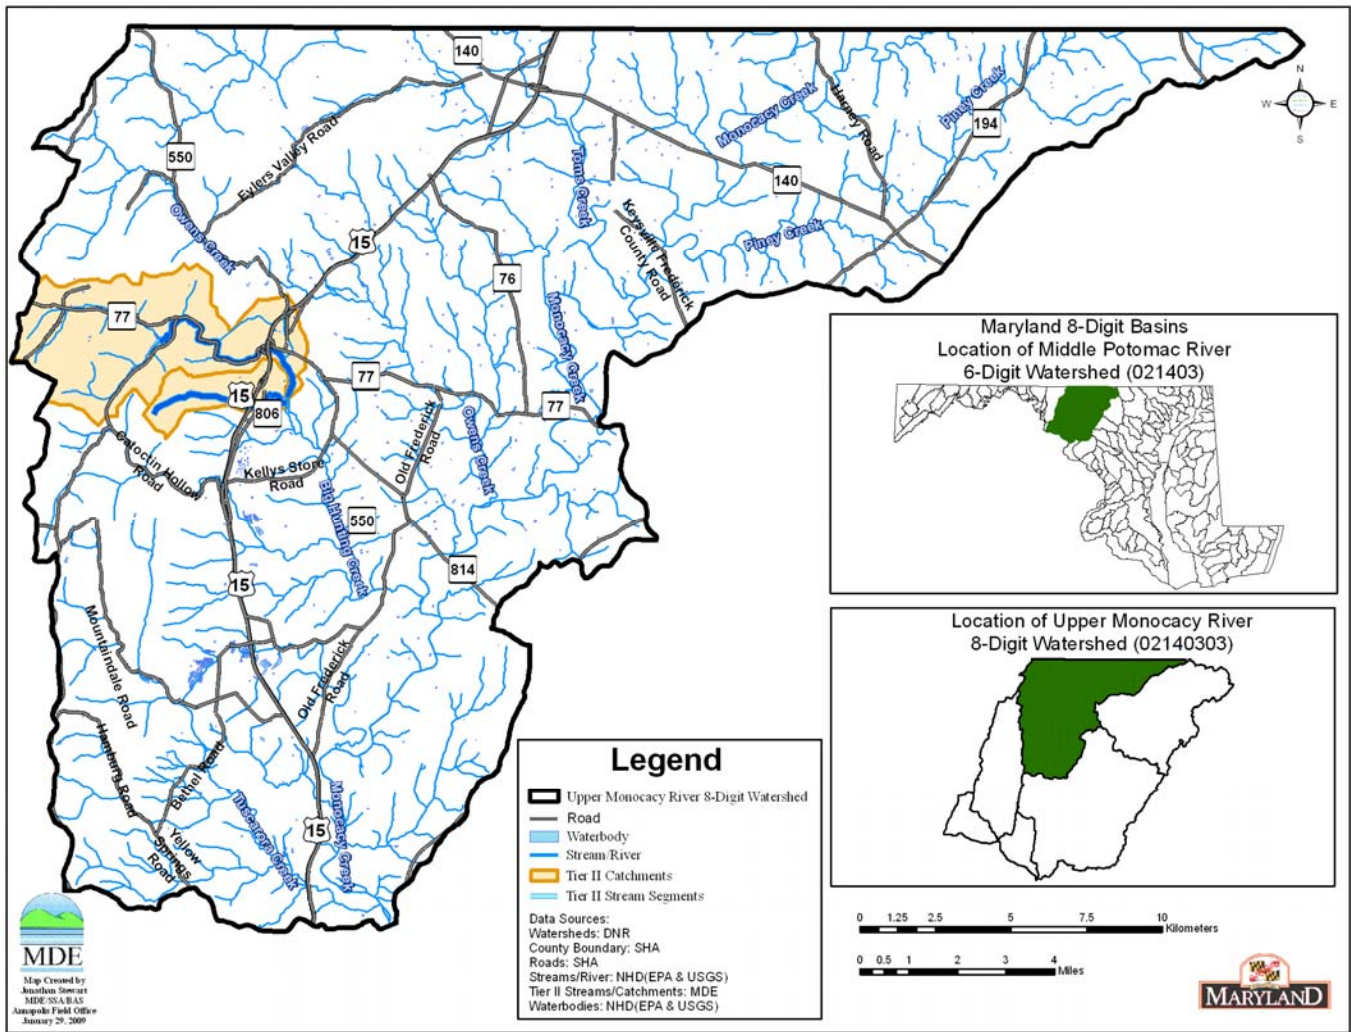 140
Harney Road
Piney Creek
194
N
W
E
S
Monocacy Creek
550
Eylers Valley Road
Toms Creek
140
Owens Creek
15
Keysville Frederick
County Road
Piney Creek
76
77
Monocacy Creek
Maryland 8-Digit Basins
Location of Middle Potomac River
6-Digit Watershed (021403)
77
15
806
77
Old Frederick
Road
Owens Creek
Catoctin Hollow
Road
Kellys Store
Road
Big Hunting Creek
550
814
15
Mountaindale Road
Old Frederick
Road
Location of Upper Monocacy River
8-Digit Watershed (02140303)
Hamburg Road
Bethel Road
Yellow
Springs
Road
Tuscarora Creek
15
Monocacy Creek
Legend
Upper Monocacy River 8-Digit Watershed
Road
Waterbody
Stream/River
Tier II Catchments
Tier II Stream Segments
Data Sources:
Watersheds: DNR
County Boundary: SHA
Roads: SHA
Streams/River: NHD(EPA & USGS)
Tier II Streams/Catchments: MDE
Waterbodies: NHD(EPA & USGS)
0 1.25 2.5 5 7.5 10
Kilometers
0 0.5 1 2 3 4
Miles
MDE
Map Created by
Jonathan Stewart
MDE/SSA/BAS
Annapolis Field Office
January 29, 2009
MARYLAND